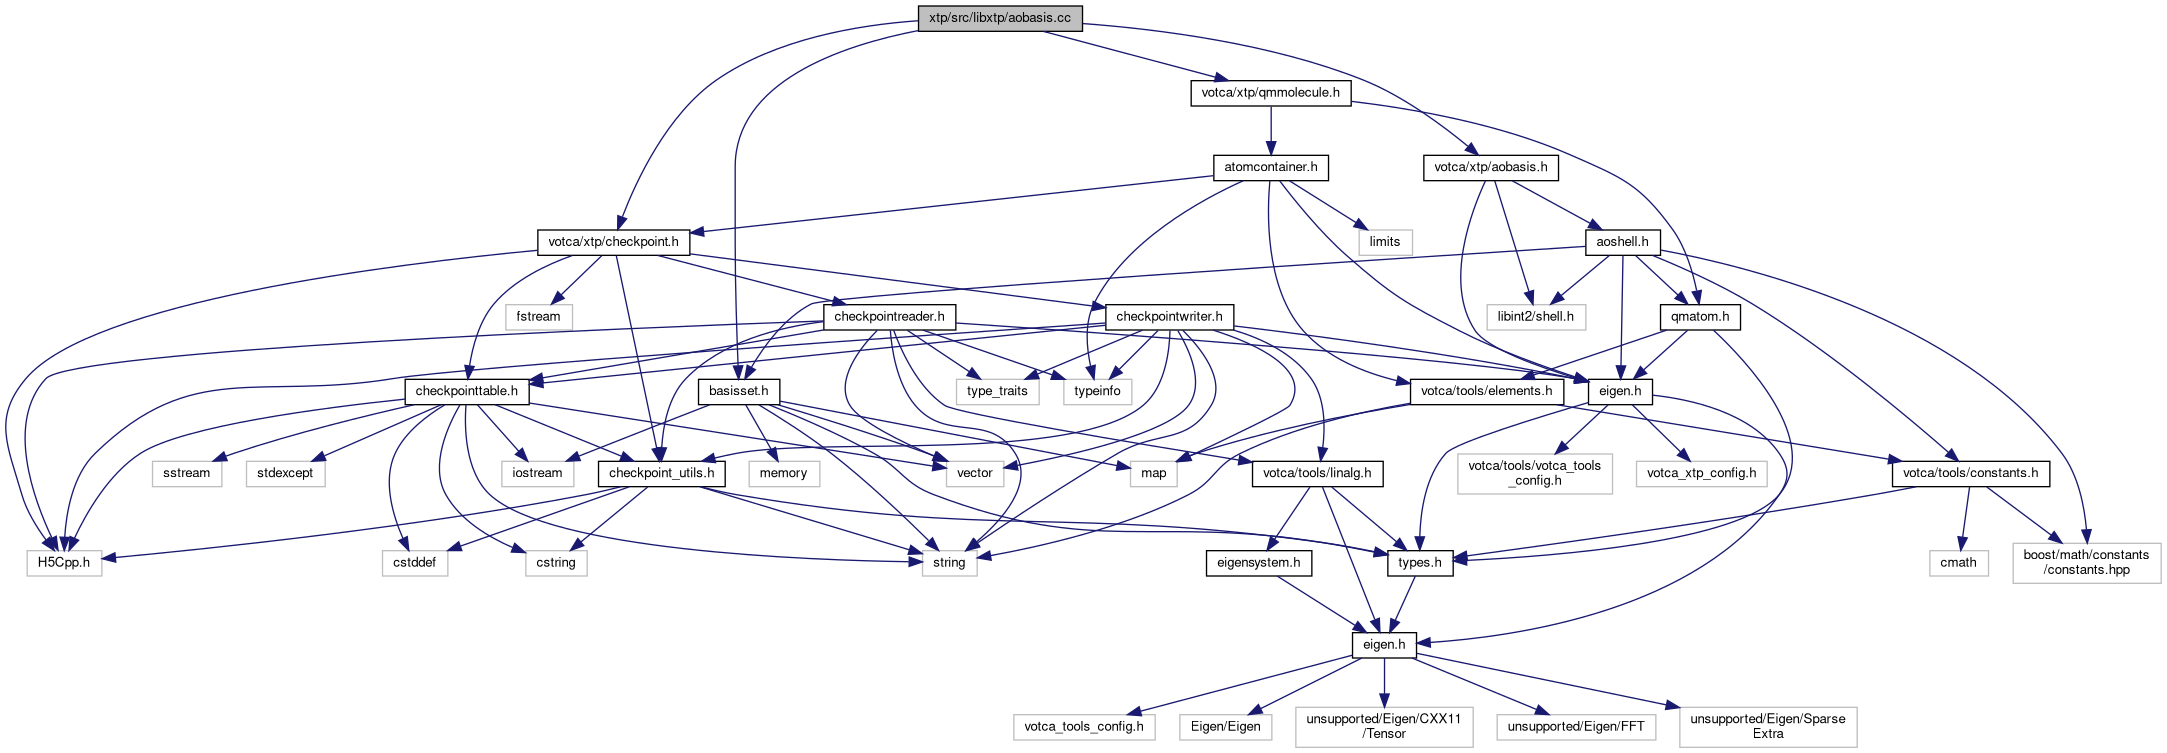 xtp/src/libxtp/aobasis.cc
votca/xtp/qmmolecule.h
atomcontainer.h
votca/xtp/aobasis.h
votca/xtp/checkpoint.h
limits
aoshell.h
fstream
checkpointreader.h
checkpointwriter.h
libint2/shell.h
qmatom.h
checkpointtable.h
basisset.h
type_traits
typeinfo
votca/tools/elements.h
eigen.h
sstream
stdexcept
iostream
checkpoint_utils.h
memory
vector
map
votca/tools/linalg.h
votca/tools/votca_tools
_config.h
votca_xtp_config.h
votca/tools/constants.h
H5Cpp.h
cstddef
cstring
string
eigensystem.h
types.h
cmath
boost/math/constants
/constants.hpp
eigen.h
votca_tools_config.h
Eigen/Eigen
unsupported/Eigen/CXX11
/Tensor
unsupported/Eigen/FFT
unsupported/Eigen/Sparse
Extra